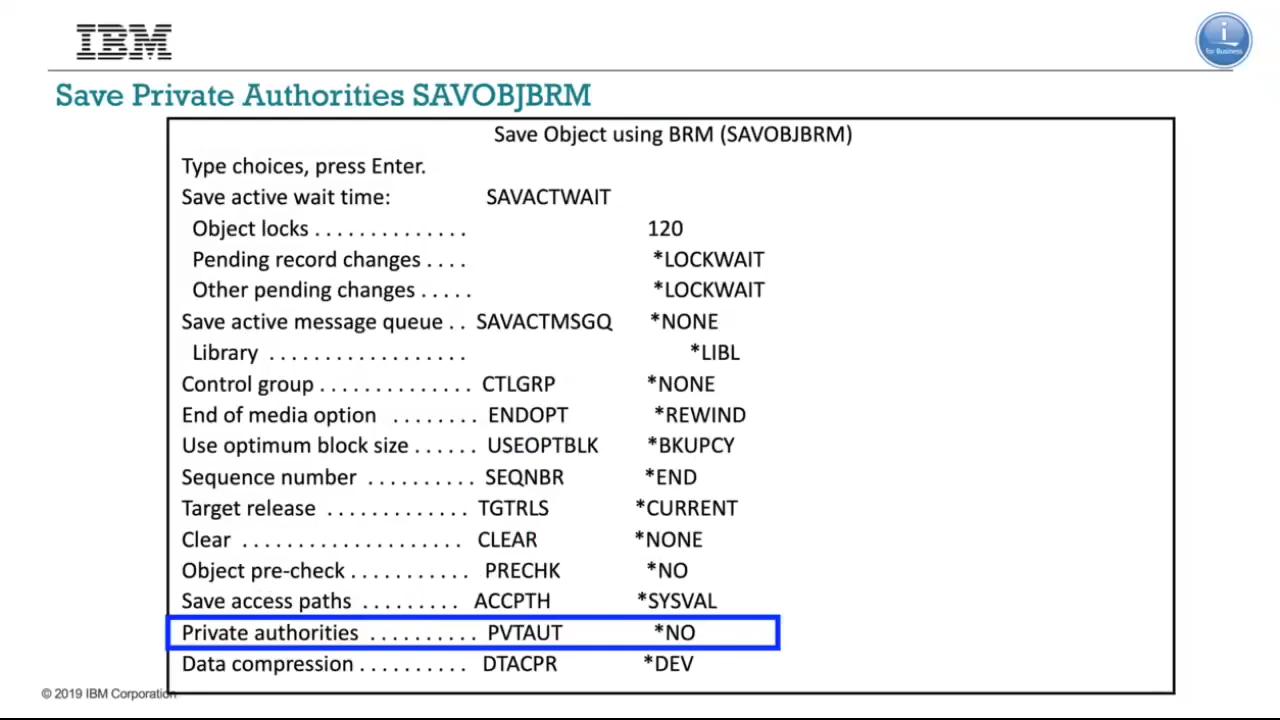 IBM
i
for Business
Save Private Authorities SAVOBJBRM
Save Object using BRM (SAVOBJBRM)
Type choices, press Enter.
Save active wait time: SAVACTWAIT
Object locks . . . . . . . . . . . . . . 120
Pending record changes . . . . *LOCKWAIT
Other pending changes . . . . . *LOCKWAIT
Save active message queue . . SAVACTMSGQ *NONE
Library . . . . . . . . . . . . . . . . . . *LIBL
Control group . . . . . . . . . . . . . . CTLGRP *NONE
End of media option . . . . . . . . ENDOPT *REWIND
Use optimum block size . . . . . . USEOPTBLK *BKUPCY
Sequence number . . . . . . . . . . SEQNBR *END
Target release . . . . . . . . . . . . . TGTRLS *CURRENT
Clear . . . . . . . . . . . . . . . . . . . . CLEAR *NONE
Object pre-check . . . . . . . . . . . PRECHK *NO
Save access paths . . . . . . . . . ACCPTH *SYSVAL
Private authorities . . . . . . . . . . PVTAUT *NO
Data compression . . . . . . . . . . DTACPR *DEV
© 2019 IBM Corporation